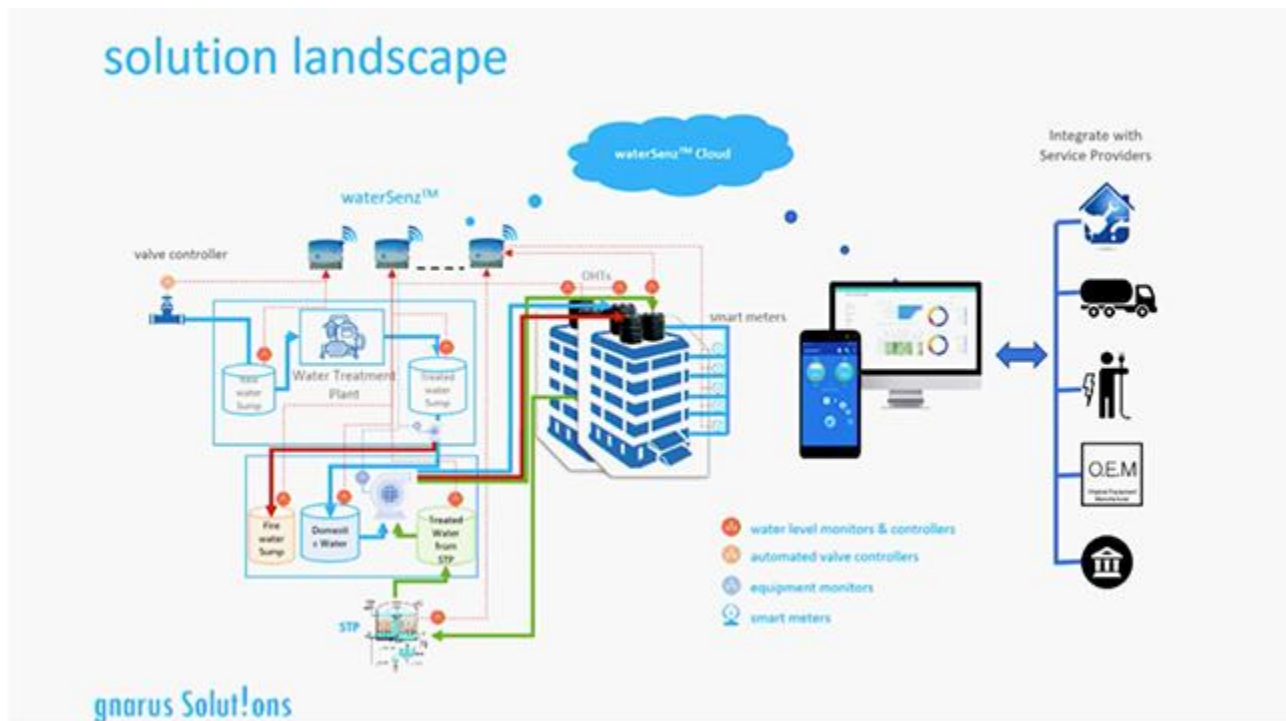 solution landscape
waterSenz™ Cloud
Integrate with
Service Providers
waterSenz™
valve controller
OHTs
smart meters
Raw
water
Sump
Water Treatment
Plant
Treated
water
Sump
Fire
water
Sump
Domesti
c Water
Treated
Water
from
STP
STP
O.E.M
water level monitors & controllers
automated valve controllers
equipment monitors
smart meters
gnarus Solut!ons